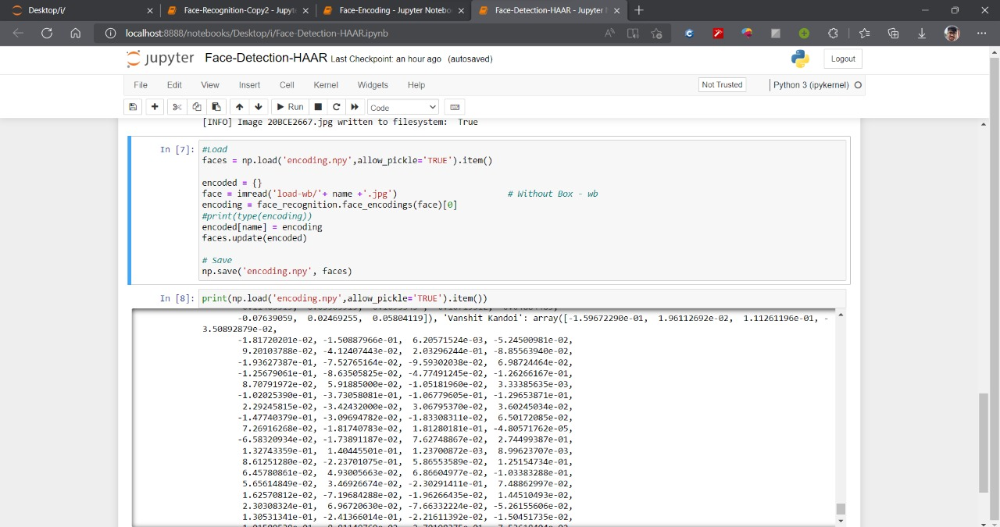 Desktop/i/
Face-Recognition-Copy2 - Jupyt
Face-Encoding - Jupyter Notebo
Face-Detection-HAAR - Jupyter
localhost:8888/notebooks/Desktop/i/Face-Detection-HAAR.ipynb
jupyter Face-Detection-HAAR Last Checkpoint: an hour ago (autosaved)
Logout
File Edit View Insert Cell Kernel Widgets Help
Not Trusted
Python 3 (ipykernel)
Run
Code
[INFO] Image 20BCE2667.jpg written to filesystem:  True
In [7]:
#Load
faces = np.load('encoding.npy',allow_pickle='TRUE').item()
encoded = {}
face = imread('load-wb/'+ name +'.jpg') # Without Box - wb
encoding = face_recognition.face_encodings(face)[0]
#print(type(encoding))
encoded[name] = encoding
faces.update(encoded)
# Save
np.save('encoding.npy', faces)
In [8]:
print(np.load('encoding.npy',allow_pickle='TRUE').item())
-0.07639059,  0.02469255,  0.05804119]), 'Vanshit Kandoi': array([-1.59672290e-01,  1.96112692e-02,  1.11261196e-01, -
3.50892879e-02,
-1.81720201e-02, -1.50887966e-01,  6.20571524e-03, -5.24500981e-02,
9.20103788e-02, -4.12407443e-02,  2.03296244e-01, -8.85563940e-02,
-1.93627387e-01, -7.52765164e-02, -9.59302038e-02,  6.98724464e-02,
-1.25679061e-01, -8.63505825e-02, -4.77491245e-02, -1.26266167e-01,
8.70791972e-02,  5.91885000e-02, -1.05181960e-02,  3.33385635e-03,
-1.02025390e-01, -3.73058081e-01, -1.06779605e-01, -1.29653871e-01,
2.29245815e-02, -3.42432000e-02,  3.06795370e-02,  3.60245034e-02,
-1.47740379e-01, -3.09694782e-02, -1.83308311e-02,  6.50172085e-02,
7.26916268e-02, -1.81740783e-02,  1.81280181e-01, -4.80571762e-05,
-6.58320934e-02, -1.73891187e-02,  7.62748867e-02,  2.74499387e-01,
1.32743359e-01,  1.40445501e-01,  1.23700872e-03,  8.99623707e-03,
8.61251280e-02, -2.23701075e-01,  5.86553589e-02,  1.25154734e-01,
6.45780861e-02,  4.93005663e-02,  6.86604977e-02, -1.03383288e-01,
5.65614849e-02,  3.46926674e-02, -2.30291411e-01,  7.48862997e-02,
1.62570812e-02, -7.19684288e-02, -1.96266435e-02,  1.44510493e-02,
2.30308324e-01,  6.96720630e-02, -7.66332224e-02, -5.26155606e-02,
1.30531341e-01, -2.41366014e-01, -2.21611392e-02, -1.50451735e-02,